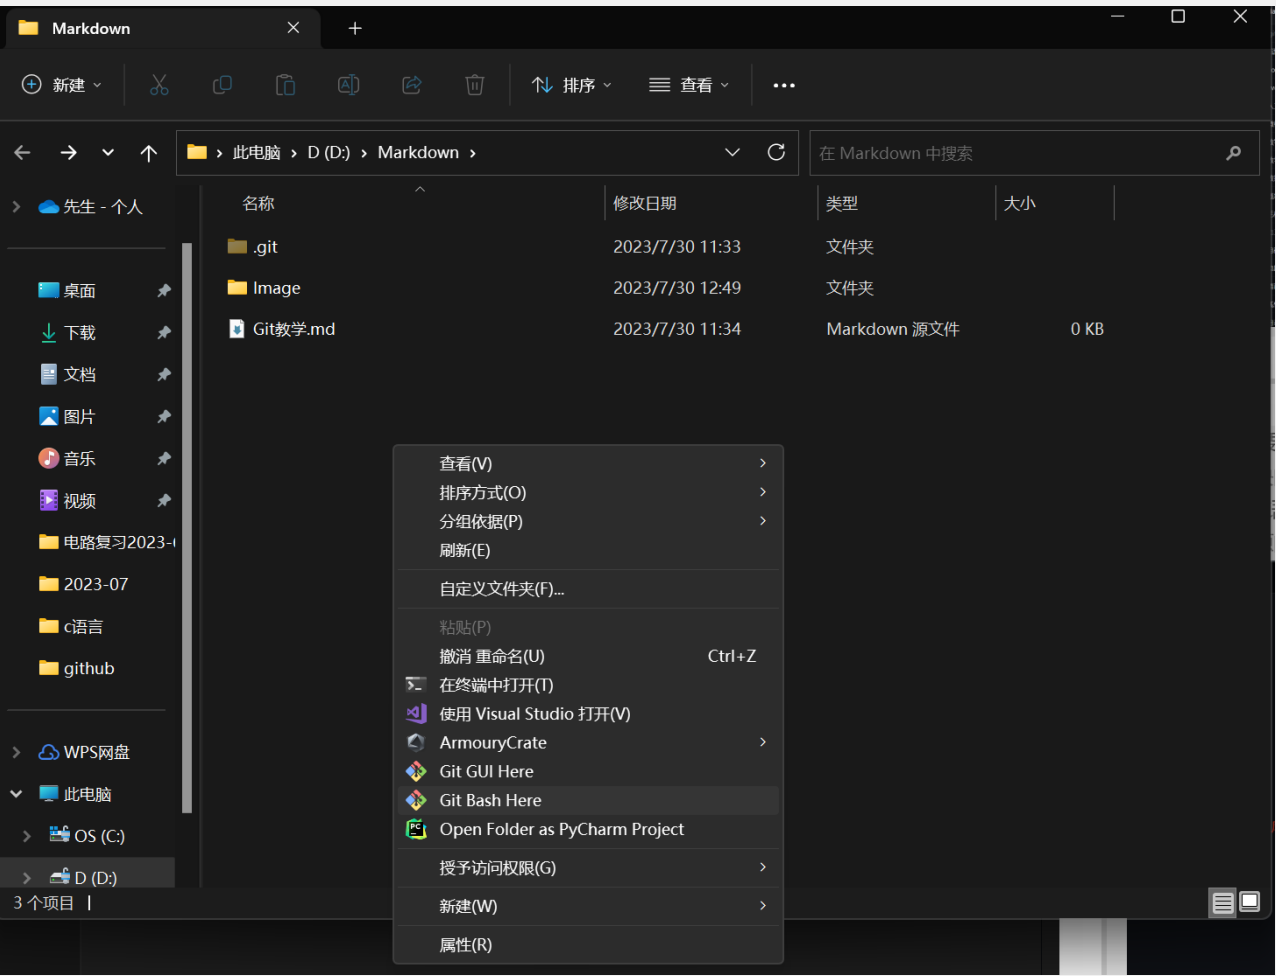 Markdown
新建
排序
查看
此电脑 › D (D:) › Markdown ›
在 Markdown 中搜索
名称 修改日期 类型 大小
.git 2023/7/30 11:33 文件夹
Image 2023/7/30 12:49 文件夹
Git教学.md 2023/7/30 11:34 Markdown 源文件 0 KB
先生 - 个人
桌面
下载
文档
图片
音乐
视频
电路复习2023-
2023-07
c语言
github
WPS网盘
此电脑
OS (C:)
D (D:)
3 个项目
查看(V)
排序方式(O)
分组依据(P)
刷新(E)
自定义文件夹(F)...
粘贴(P)
撤消 重命名(U) Ctrl+Z
在终端中打开(T)
使用 Visual Studio 打开(V)
ArmouryCrate
Git GUI Here
Git Bash Here
Open Folder as PyCharm Project
授予访问权限(G)
新建(W)
属性(R)